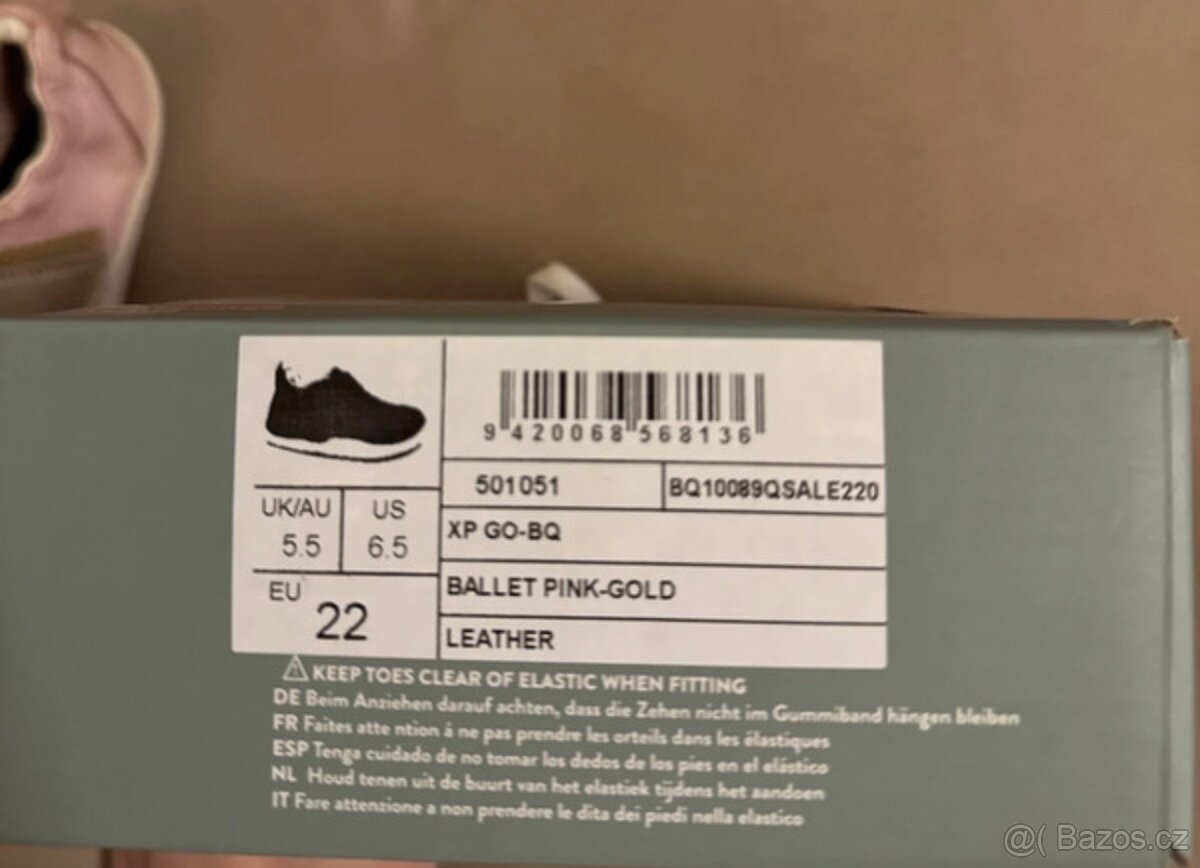 9 420068 568136
501051
BQ10089QSALE220
UK/AU
US
5.5
6.5
XP GO-BQ
EU
22
BALLET PINK-GOLD
LEATHER
KEEP TOES CLEAR OF ELASTIC WHEN FITTING
DE Beim Anziehen darauf achten, dass die Zehen nicht im Gummiband hängen bleiben
FR Faites atte ntion á ne pas prendre les orteils dans les élastiques
ESP Tenga cuidado de no tomar los dedos de los pies en el elástico
NL Houd tenen uit de buurt van het elastiek tijdens het aandoen
IT Fare attenzione a non prendere le dita dei piedi nella elastico
@( Bazos.cz